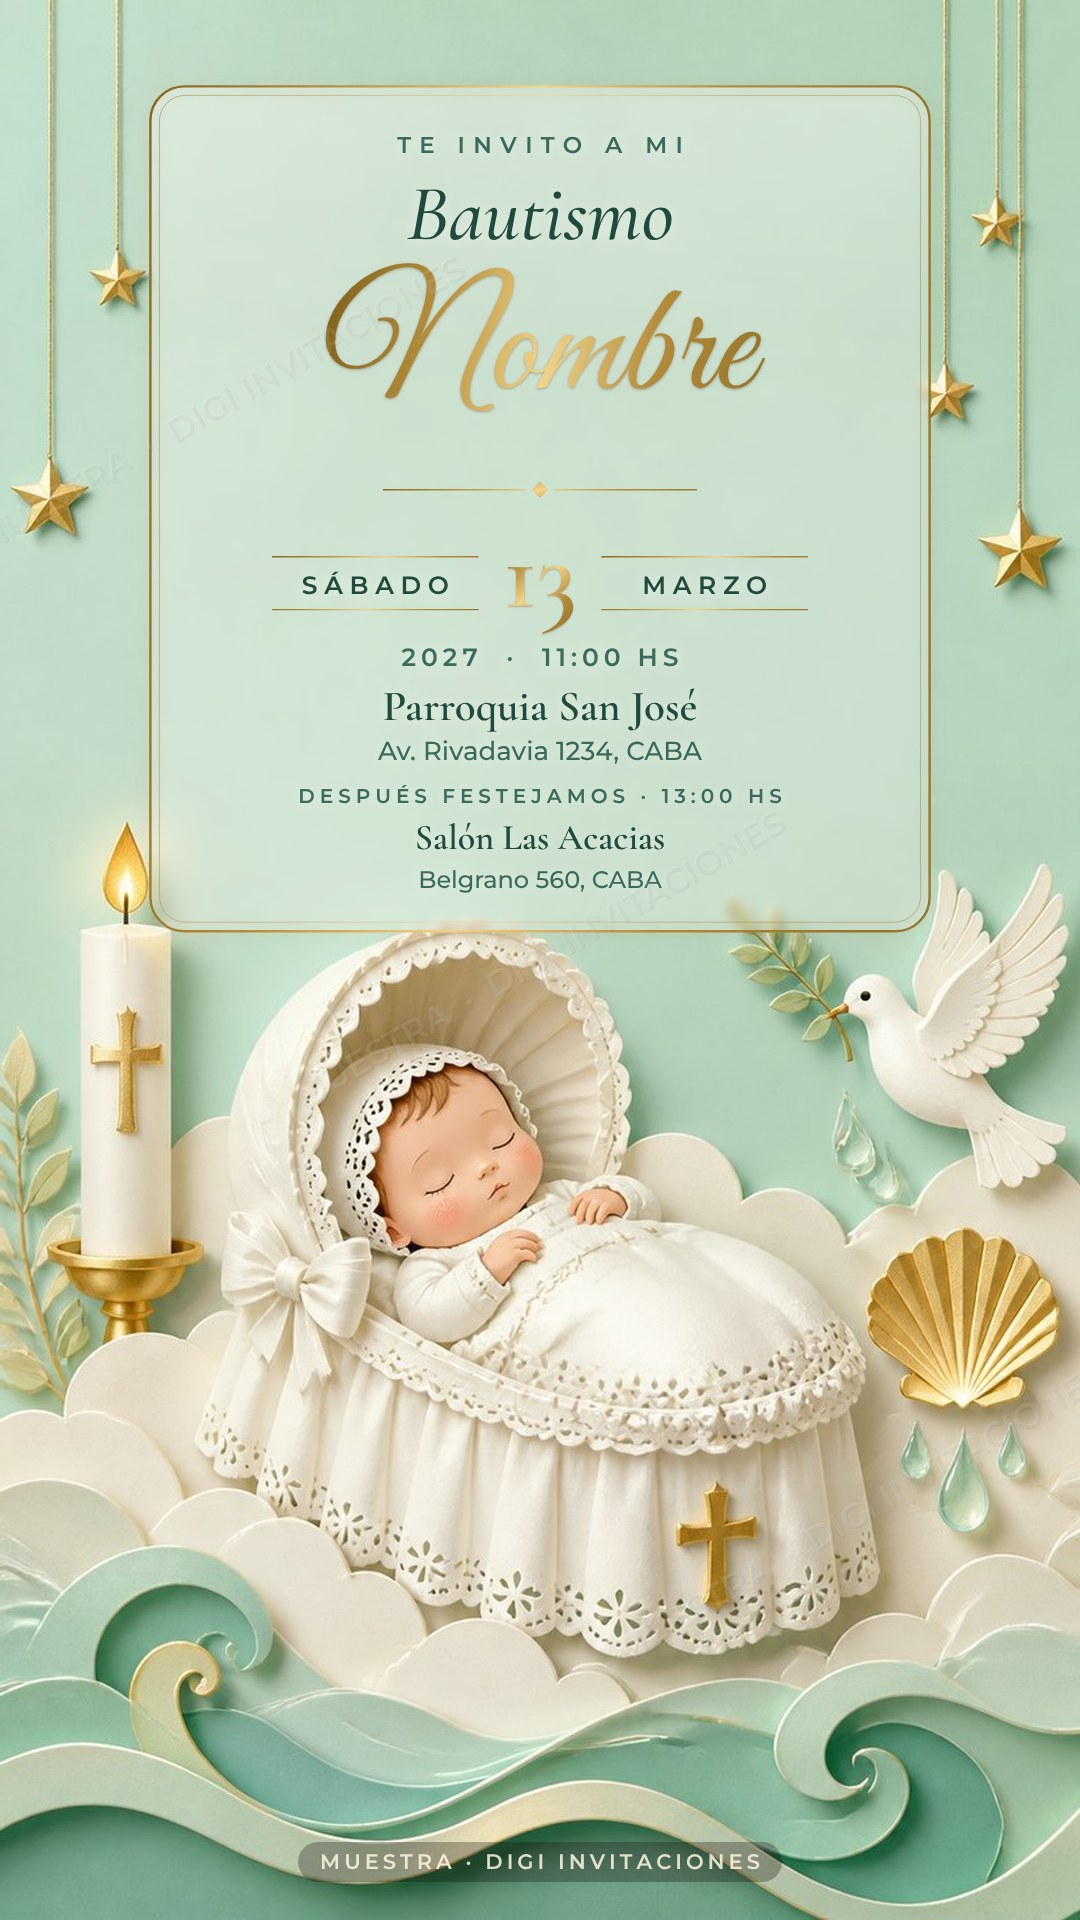 TE INVITO A MI
Bautismo
Nombre
SÁBADO 13 MARZO
2027 · 11:00 HS
Parroquia San José
Av. Rivadavia 1234, CABA
DESPUÉS FESTEJAMOS · 13:00 HS
Salón Las Acacias
Belgrano 560, CABA
MUESTRA · DIGI INVITACIONES